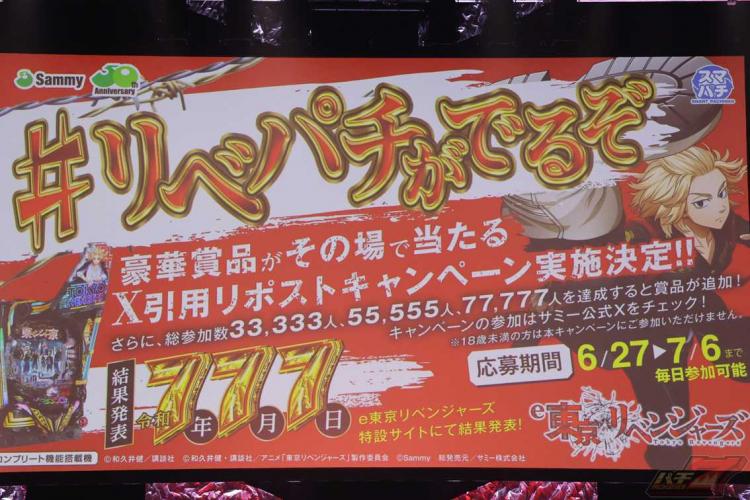 Sammy
50th
Anniversary
スマパチ
SMART PACHINKO
#リベパチがでるぞ
豪華賞品がその場で当たる
X引用リポストキャンペーン実施決定!!
さらに、総参加数33,333人、55,555人、77,777人を達成すると賞品が追加!
キャンペーンの参加はサミー公式Xをチェック!
※18歳未満の方は本キャンペーンにご参加いただけません。
応募期間 6/27▶7/6まで
毎日参加可能
結果発表 令和7年7月7日
e東京リベンジャーズ
特設サイトにて結果発表!
e東京リベンジャーズ
Tokyo Revengers
コンプリート機能搭載機
©和久井健/講談社 ©和久井健・講談社/アニメ「東京リベンジャーズ」製作委員会 ©Sammy 総発売元/サミー株式会社
パチ7